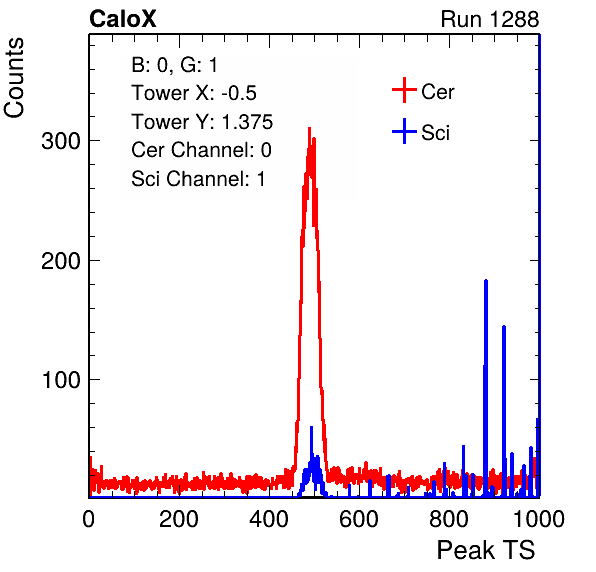 CaloX
Run 1288
Counts
B: 0, G: 1
Tower X: -0.5
Tower Y: 1.375
Cer Channel: 0
Sci Channel: 1
Cer
Sci
300
200
100
0
200
400
600
800
1000
Peak TS